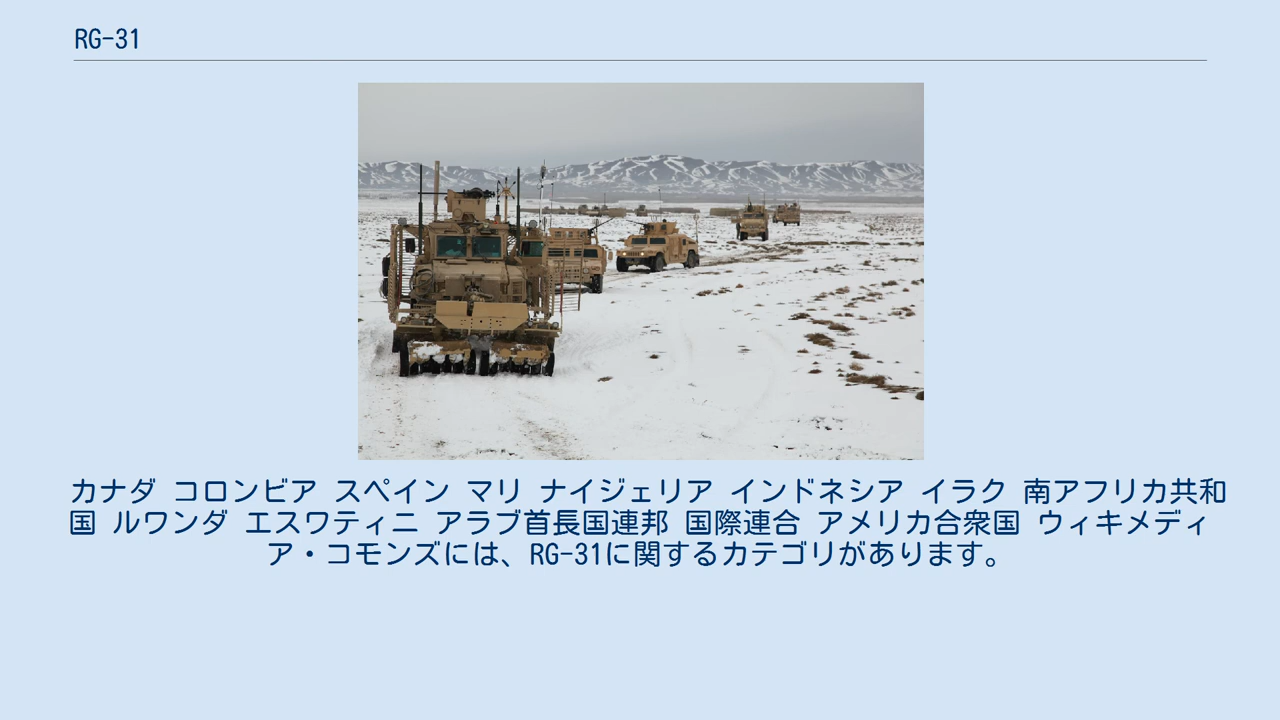 RG-31
カナダ コロンビア スペイン マリ ナイジェリア インドネシア イラク 南アフリカ共和
国 ルワンダ エスワティニ アラブ首長国連邦 国際連合 アメリカ合衆国 ウィキメディ
ア・コモンズには、RG-31に関するカテゴリがあります。